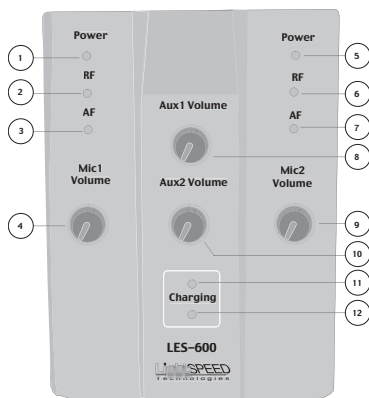 Power
Power
1
5
RF
RF
2
6
AF
AF
3
7
Aux1 Volume
8
Mic1
Volume
Mic2
Volume
Aux2 Volume
4
9
10
11
Charging
12
LES-600
LightSPEED
technologies